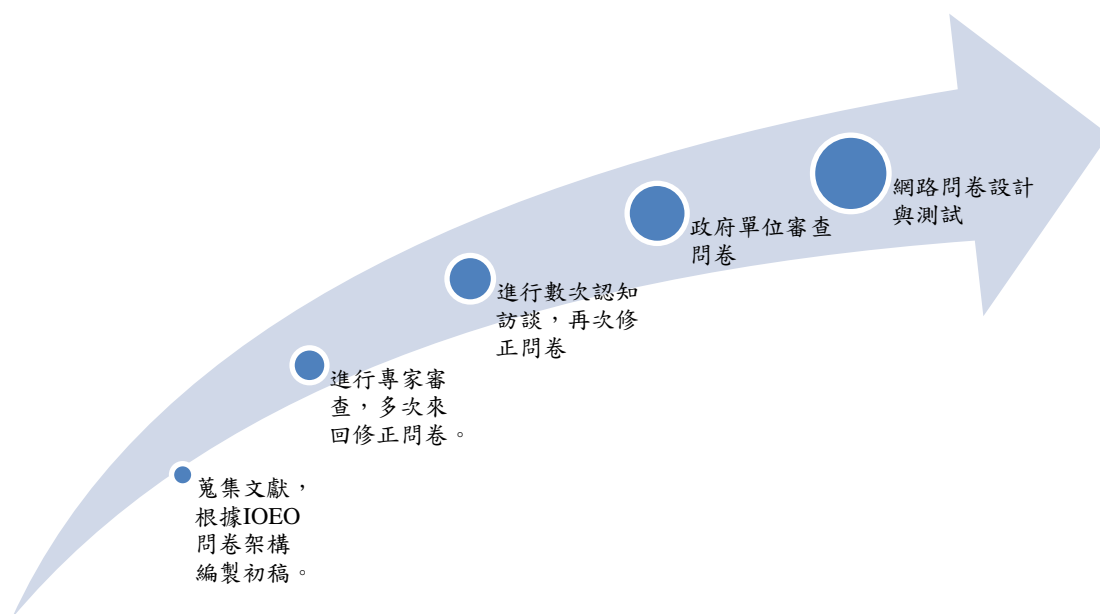 蒐集文獻，
根據IOEO
問卷架構
編製初稿。
進行專家審
查，多次來
回修正問卷。
進行數次認知
訪談，再次修
正問卷
政府單位審查
問卷
網路問卷設計
與測試